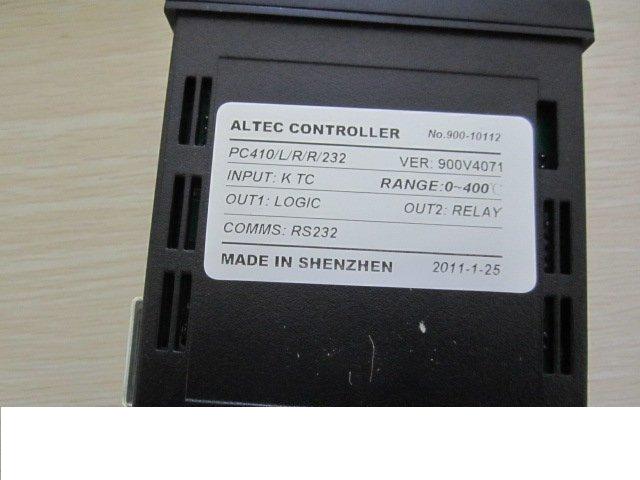 ALTEC CONTROLLER No.900-10112
PC410/L/R/R/232 VER: 900V4071
INPUT: K TC RANGE:0~400℃
OUT1: LOGIC OUT2: RELAY
COMMS: RS232
MADE IN SHENZHEN 2011-1-25